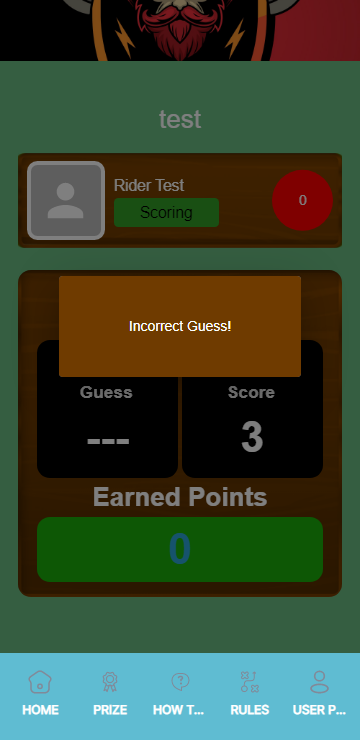 test
Rider Test
Scoring
0
Incorrect Guess!
Guess
Score
---
3
Earned Points
0
HOME
PRIZE
HOW T...
RULES
USER P...